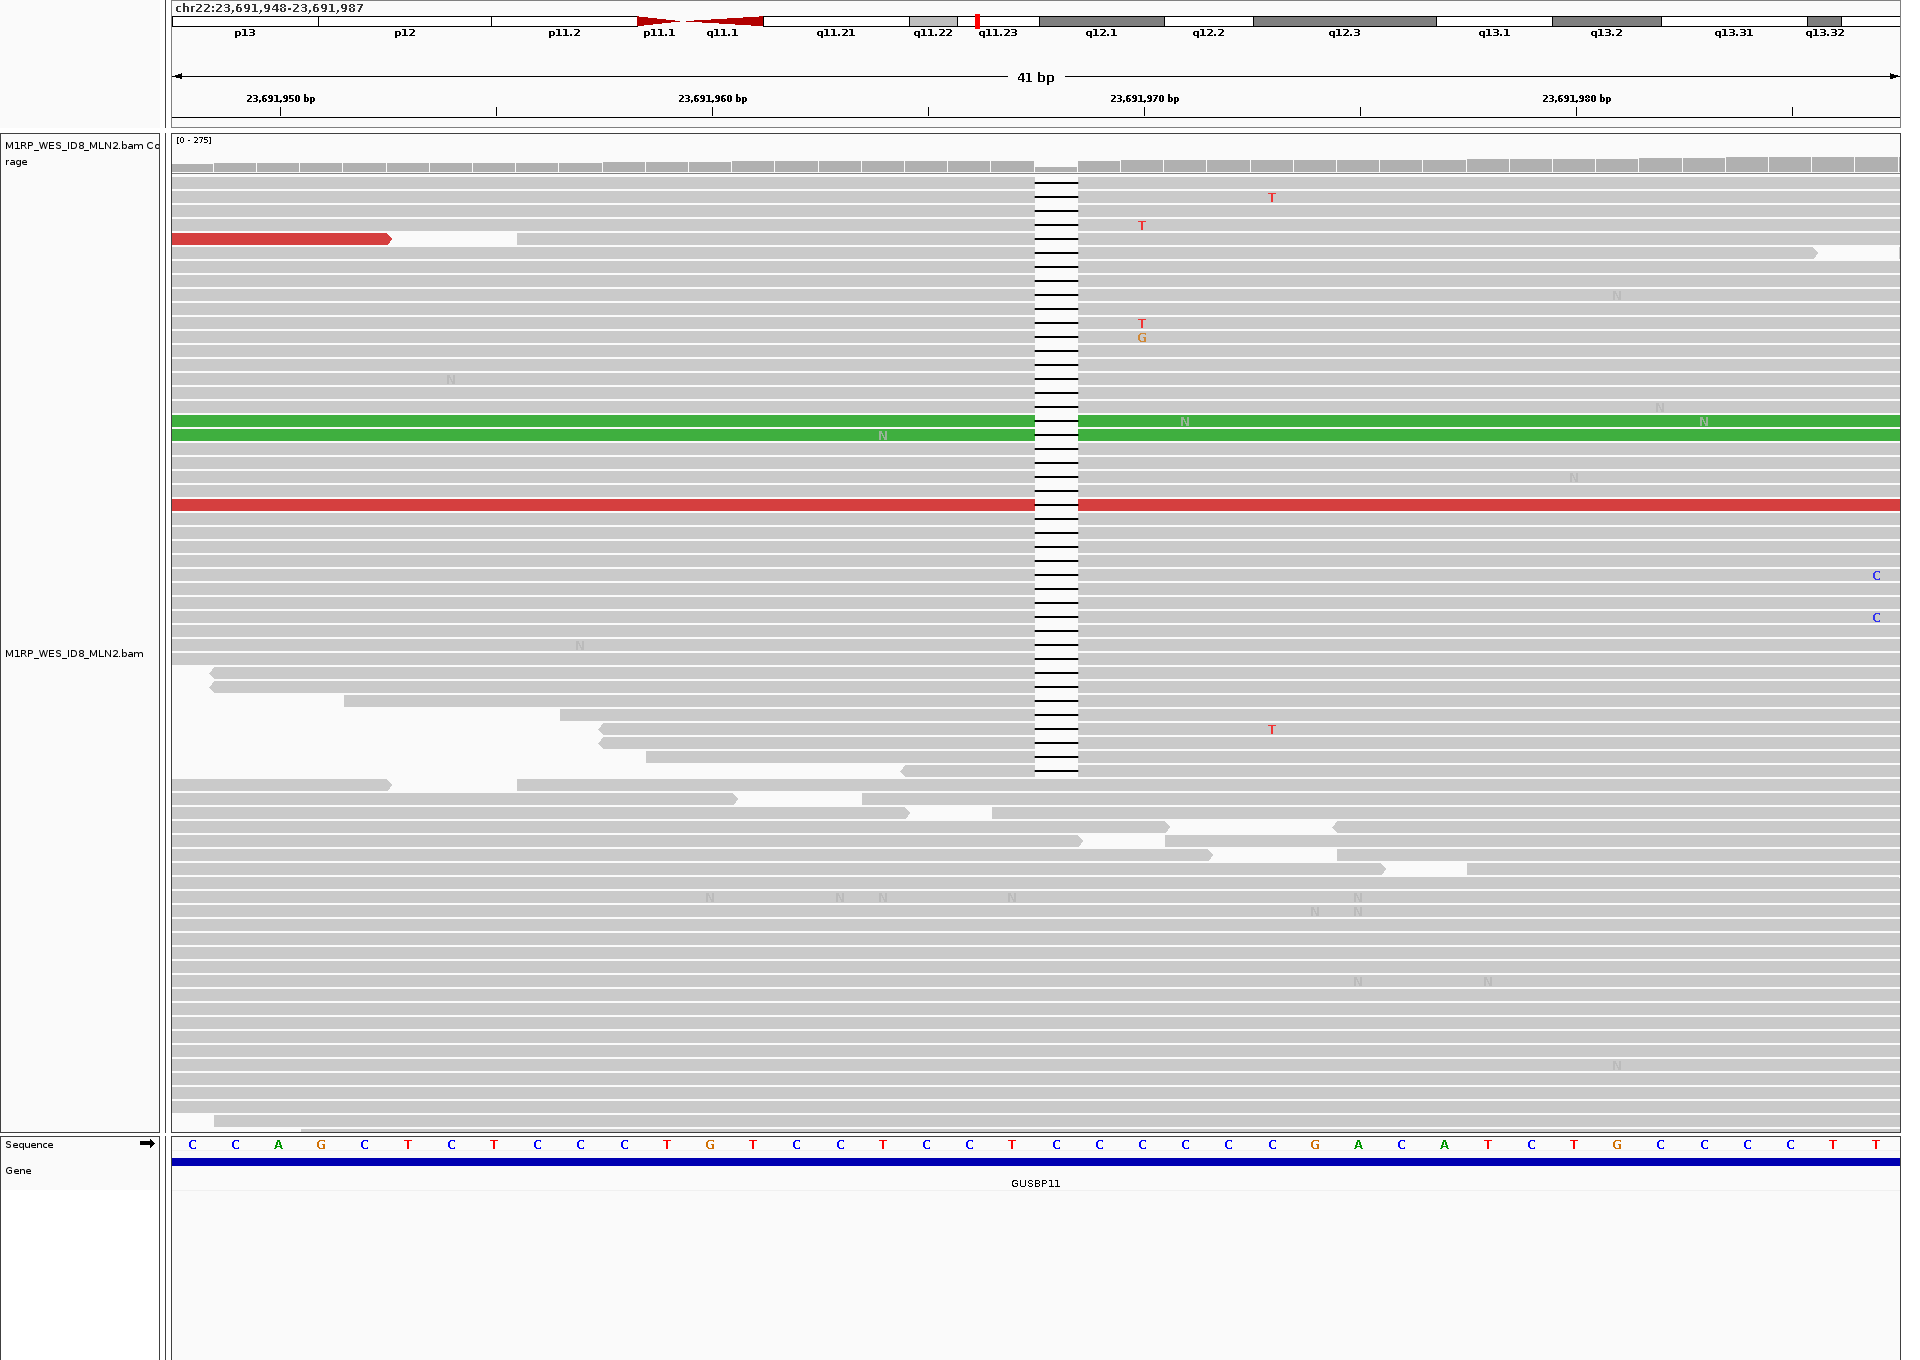 chr22:23,691,948-23,691,987
p13 p12 p11.2 p11.1 q11.1 q11.21 q11.22 q11.23 q12.1 q12.2 q12.3 q13.1 q13.2 q13.31 q13.32
41 bp
23,691,950 bp 23,691,960 bp 23,691,970 bp 23,691,980 bp
[0 - 275]
M1RP_WES_ID8_MLN2.bam Co
rage
T
T
N
T
G
N
N
N N
N
N
C
C
N
M1RP_WES_ID8_MLN2.bam
T
N N N N N
N N
N N
N
Sequence C C A G C T C T C C C T G T C C T C C T C C C C C C G A C A T C T G C C C C T T
Gene
GUSBP11